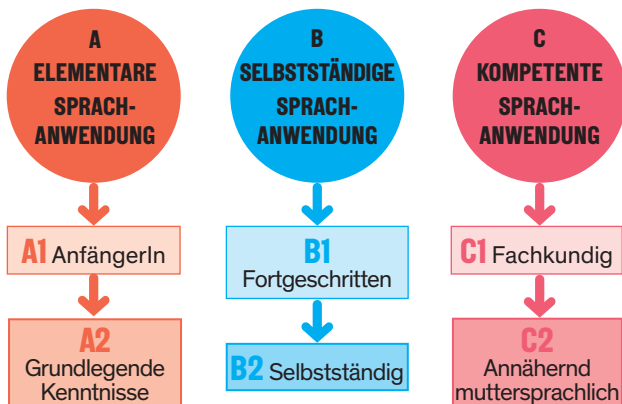 A
ELEMENTARE
SPRACH-
ANWENDUNG
A1 AnfängerIn
A2
Grundlegende
Kenntnisse
B
SELBSTSTÄNDIGE
SPRACH-
ANWENDUNG
B1
Fortgeschritten
B2 Selbstständig
C
KOMPETENTE
SPRACH-
ANWENDUNG
C1 Fachkundig
C2
Annähernd
muttersprachlich